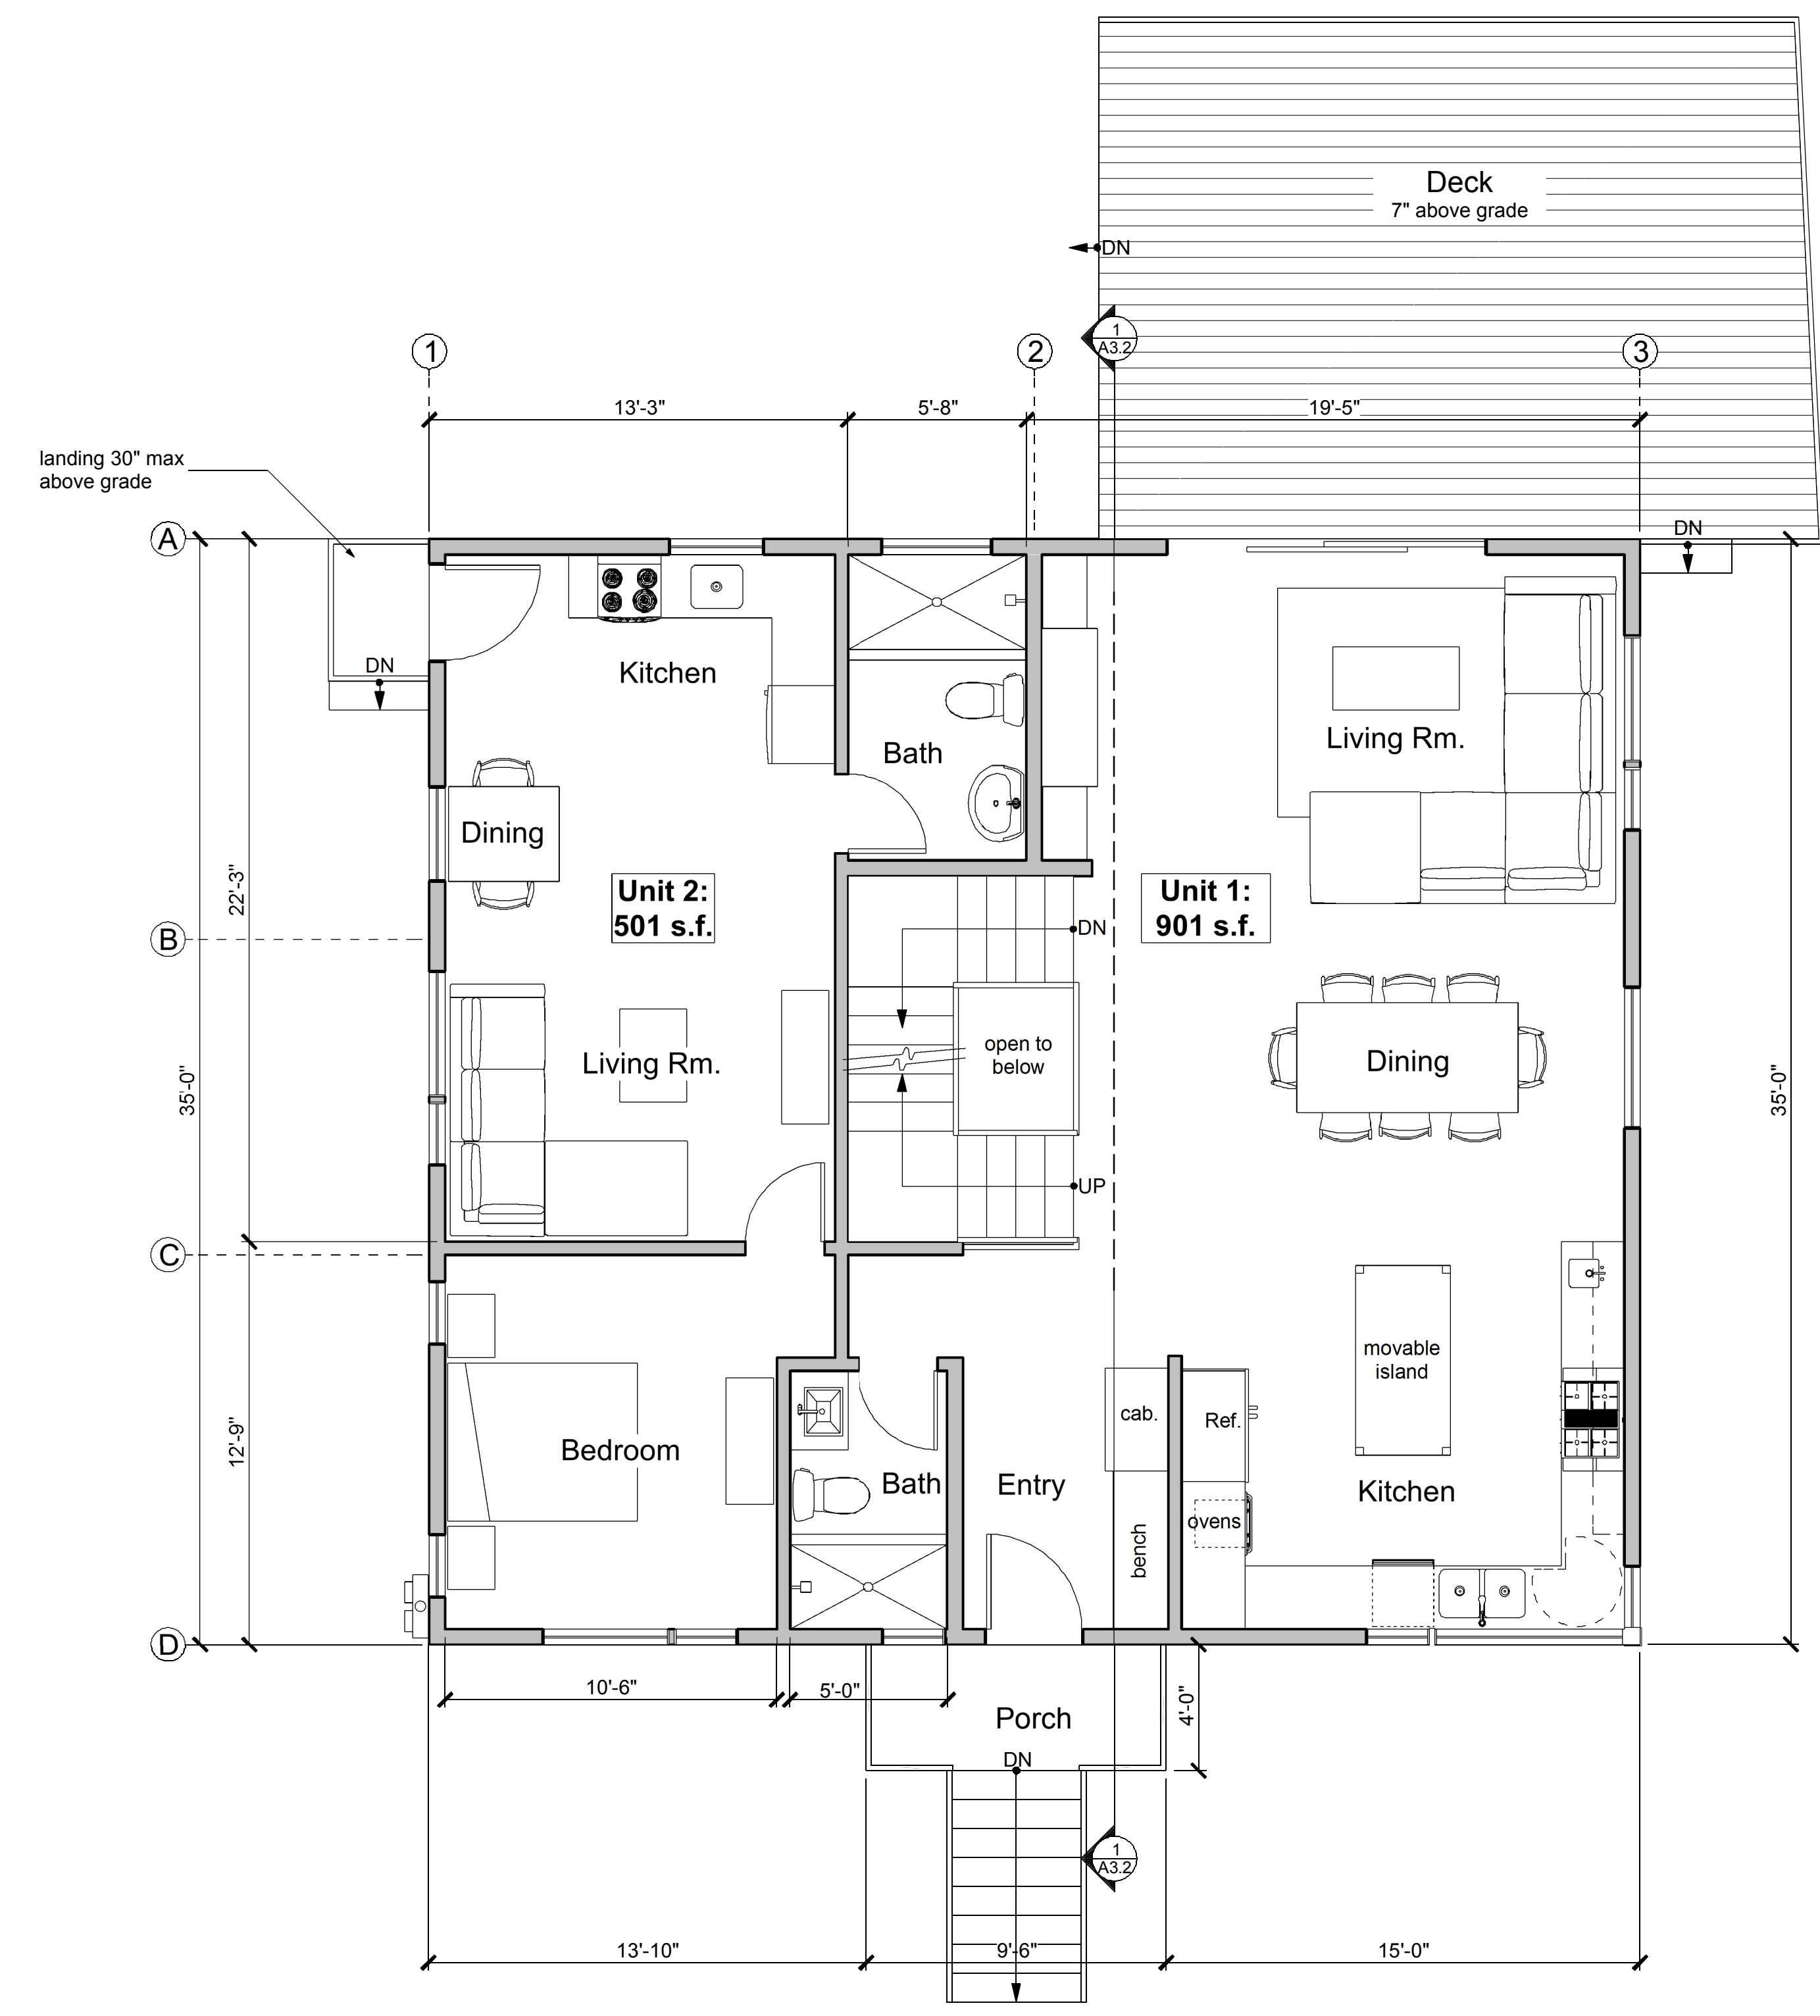 Deck
7" above grade
DN
1
A3.2
1
2
3
13'-3"
5'-8"
19'-5"
landing 30" max
above grade
A
DN
DN
Kitchen
Bath
Living Rm.
Dining
22'-3"
Unit 2:
501 s.f.
Unit 1:
901 s.f.
B
DN
open to
below
Living Rm.
Dining
35'-0"
35'-0"
UP
C
movable
island
cab.
Ref.
12'-9"
Bedroom
Bath
Entry
Kitchen
ovens
bench
D
10'-6"
5'-0"
4'-0"
Porch
DN
1
A3.2
13'-10"
9'-6"
15'-0"